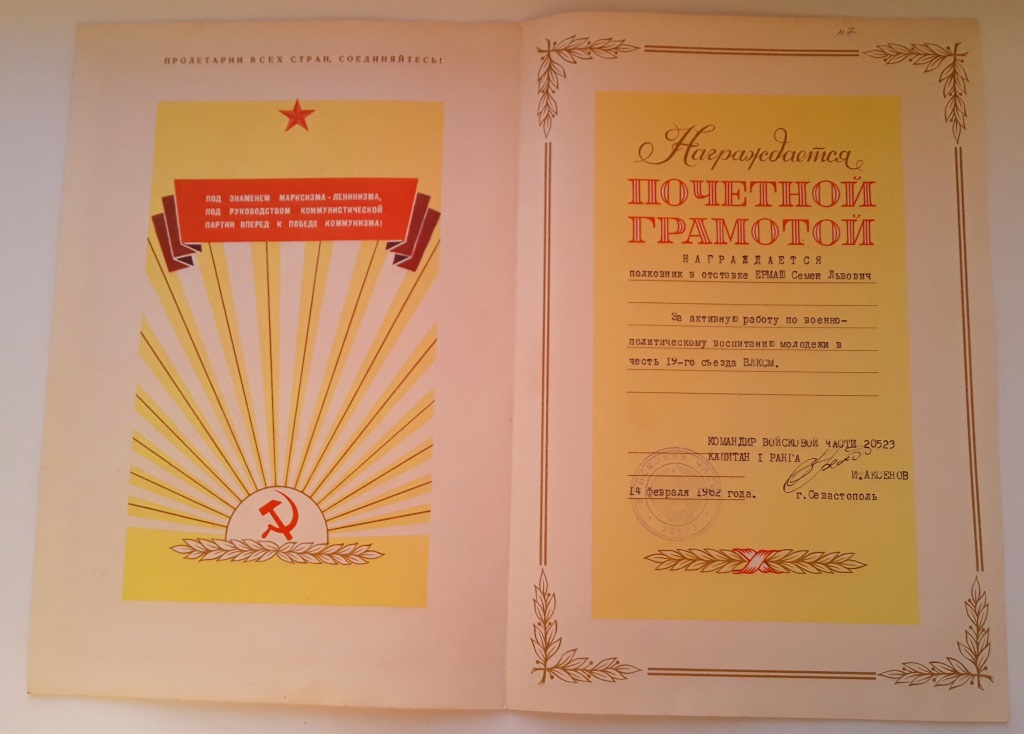 ПРОЛЕТАРИИ ВСЕХ СТРАН, СОЕДИНЯЙТЕСЬ!
ПОД ЗНАМЕНЕМ МАРКСИЗМА-ЛЕНИНИЗМА,
ПОД РУКОВОДСТВОМ КОММУНИСТИЧЕСКОЙ
ПАРТИИ ВПЕРЕД К ПОБЕДЕ КОММУНИЗМА!
№7
Награждается
ПОЧЕТНОЙ
ГРАМОТОЙ
НАГРАЖДАЕТСЯ
полковник в отставке ЕРМАШ Семен Львович
За активную работу по военно-
политическому воспитанию молодежи в
честь 19-го съезда ВЛКСМ.
КОМАНДИР ВОЙСКОВОЙ ЧАСТИ 20523
КАПИТАН I РАНГА
И.АКСЕНОВ
14 февраля 1982 года. г.Севастополь